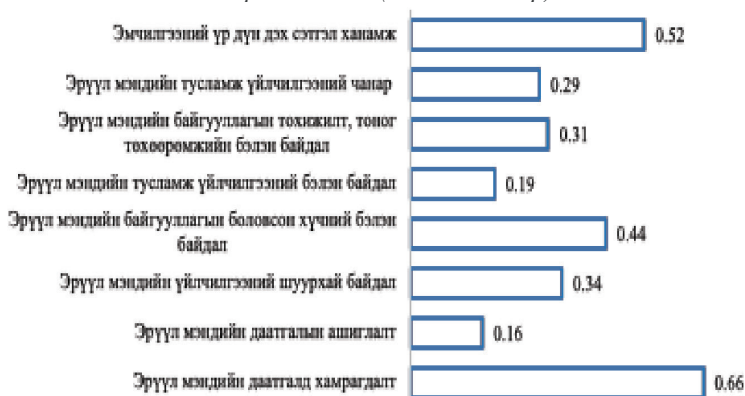 Эмчилгээний үр дүн дэх сэтгэл ханамж
0.52
Эрүүл мэндийн тусламж үйлчилгээний чанар
0.29
Эрүүл мэндийн байгууллагын тохижилт, тоног
төхөөрөмжийн бэлэн байдал
0.31
Эрүүл мэндийн тусламж үйлчилгээний бэлэн байдал
0.19
Эрүүл мэндийн байгууллагын боловсон хүчний бэлэн
байдал
0.44
Эрүүл мэндийн үйлчилгээний шуурхай байдал
0.34
Эрүүл мэндийн даатгалын ашиглалт
0.16
Эрүүл мэндийн даатгалд хамрагдалт
0.66